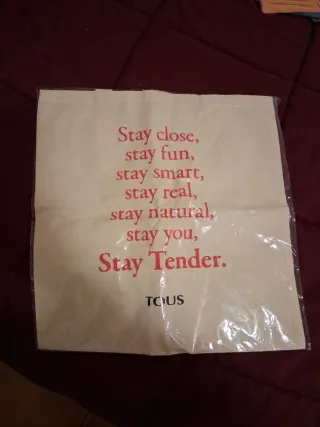 Stay close,
stay fun,
stay smart,
stay real,
stay natural,
stay you,
Stay Tender.
TOUS